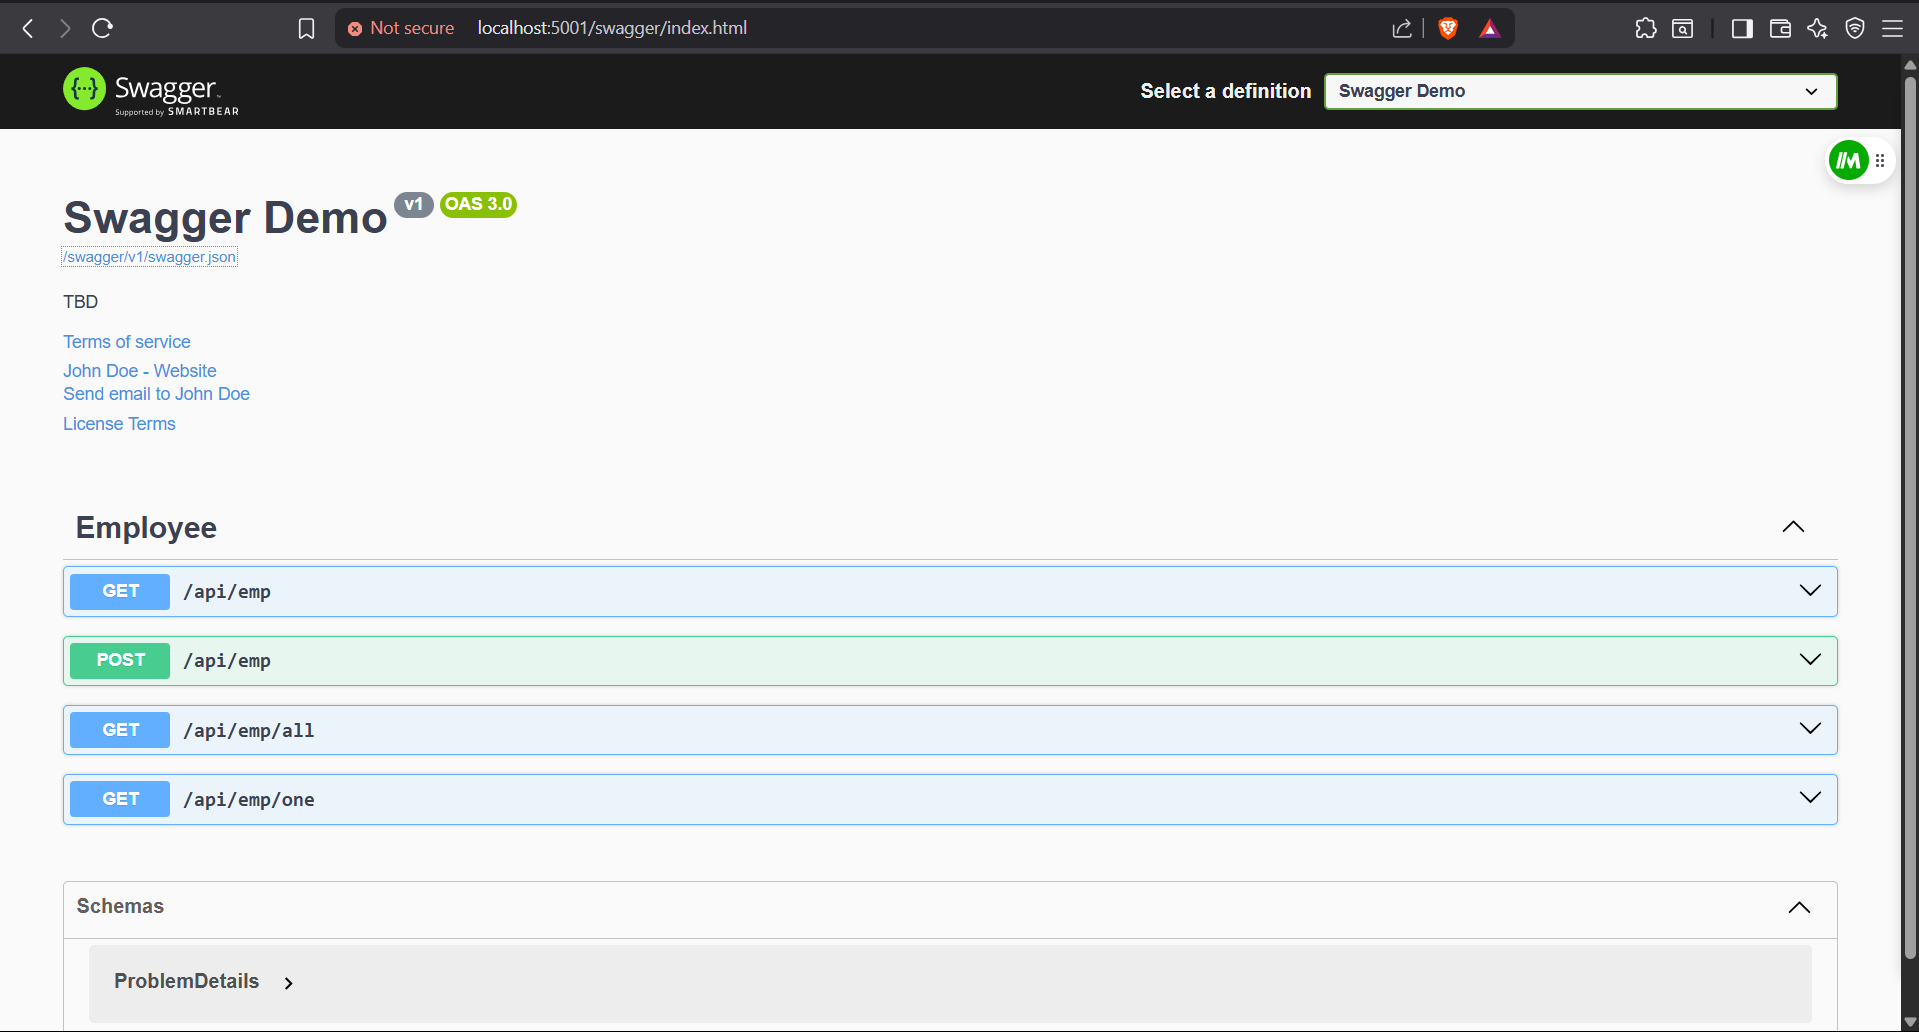 Not secure localhost:5001/swagger/index.html
{···} Swagger™
Supported by SMARTBEAR
Select a definition Swagger Demo
Swagger Demo v1 OAS 3.0
/swagger/v1/swagger.json
TBD
Terms of service
John Doe - Website
Send email to John Doe
License Terms
Employee
GET /api/emp
POST /api/emp
GET /api/emp/all
GET /api/emp/one
Schemas
ProblemDetails